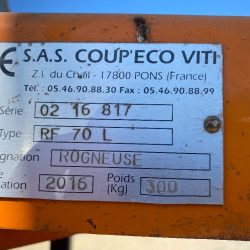 CE S.A.S. COUP'ECO VITI
Z.I. du Chail - 17800 PONS (France)
Tél. : 05.46.90.88.30 Fax : 05.46.90.88.99
Série 02 16 817
Type RF 70 L
gnation ROGNEUSE
ation 2016 Poids (Kg) 300